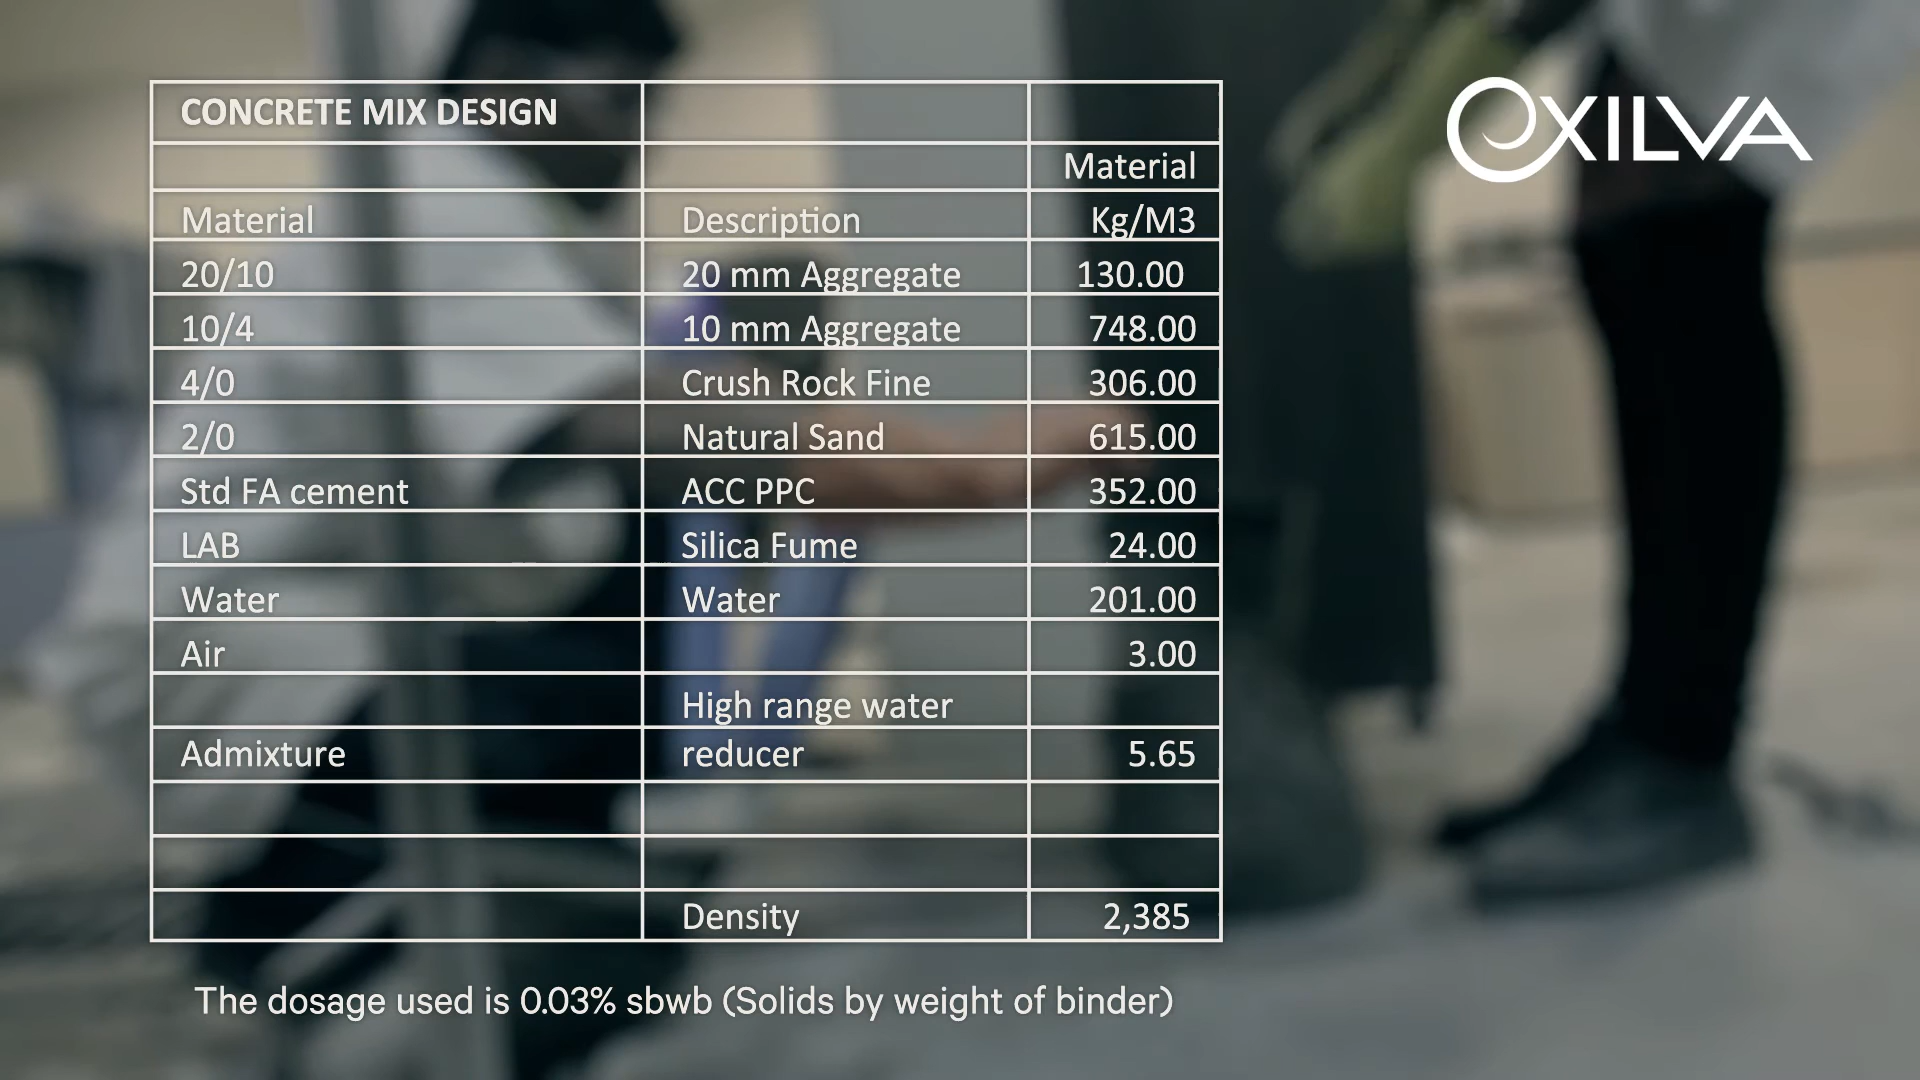 EXILVA
CONCRETE MIX DESIGN
Material
Material Description Kg/M3
20/10 20 mm Aggregate 130.00
10/4 10 mm Aggregate 748.00
4/0 Crush Rock Fine 306.00
2/0 Natural Sand 615.00
Std FA cement ACC PPC 352.00
LAB Silica Fume 24.00
Water Water 201.00
Air 3.00
High range water
Admixture reducer 5.65
Density 2,385
The dosage used is 0.03% sbwb (Solids by weight of binder)